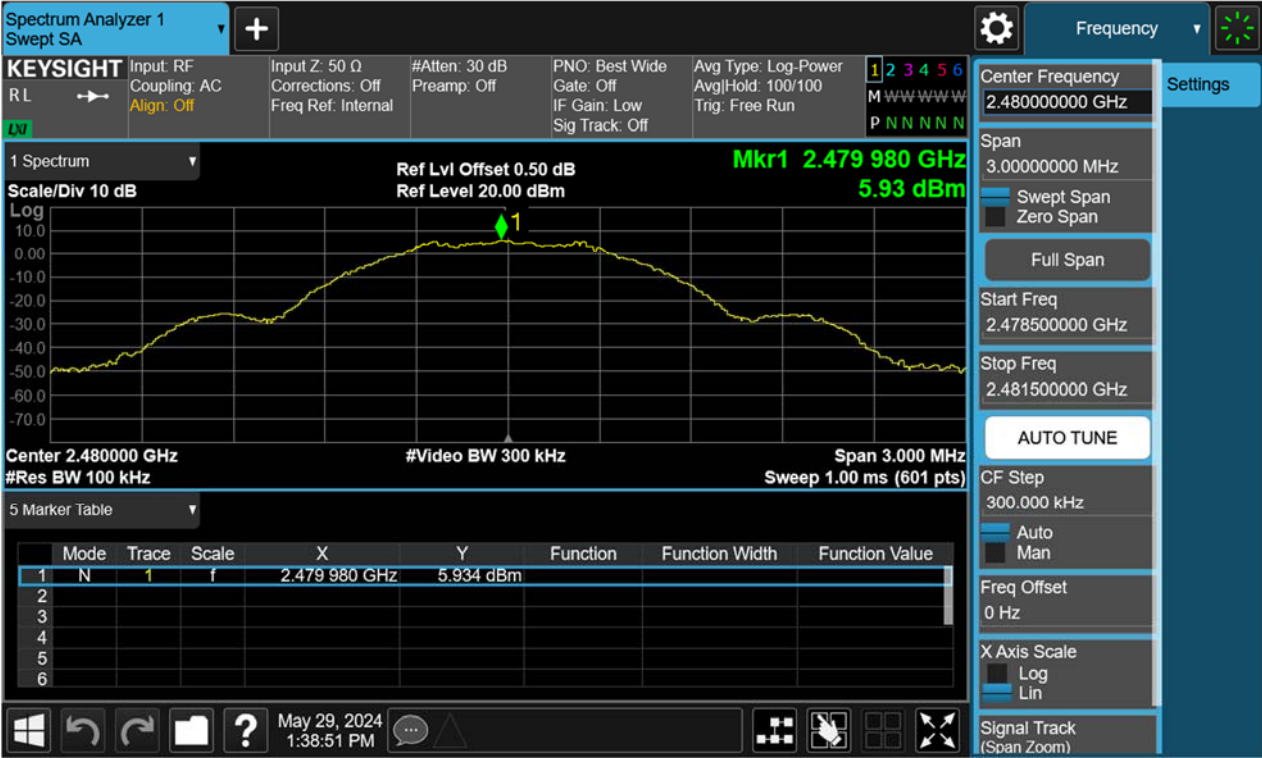 Spectrum Analyzer 1
Swept SA
Frequency
KEYSIGHT
R L
LXI
Input: RF
Coupling: AC
Align: Off
Input Z: 50 Ω
Corrections: Off
Freq Ref: Internal
#Atten: 30 dB
Preamp: Off
PNO: Best Wide
Gate: Off
IF Gain: Low
Sig Track: Off
Avg Type: Log-Power
Avg|Hold: 100/100
Trig: Free Run
1 2 3 4 5 6
M W W W W W
P N N N N N
1 Spectrum
Scale/Div 10 dB
Ref Lvl Offset 0.50 dB
Ref Level 20.00 dBm
Mkr1 2.479 980 GHz
5.93 dBm
Log
1
10.0
0.00
-10.0
-20.0
-30.0
-40.0
-50.0
-60.0
-70.0
Center 2.480000 GHz
#Video BW 300 kHz
Span 3.000 MHz
#Res BW 100 kHz
Sweep 1.00 ms (601 pts)
5 Marker Table
Mode Trace Scale X Y Function Function Width Function Value
1 N 1 f 2.479 980 GHz 5.934 dBm
2
3
4
5
6
?
May 29, 2024
1:38:51 PM
Center Frequency
2.480000000 GHz
Settings
Span
3.00000000 MHz
Swept Span
Zero Span
Full Span
Start Freq
2.478500000 GHz
Stop Freq
2.481500000 GHz
AUTO TUNE
CF Step
300.000 kHz
Auto
Man
Freq Offset
0 Hz
X Axis Scale
Log
Lin
Signal Track
(Span Zoom)